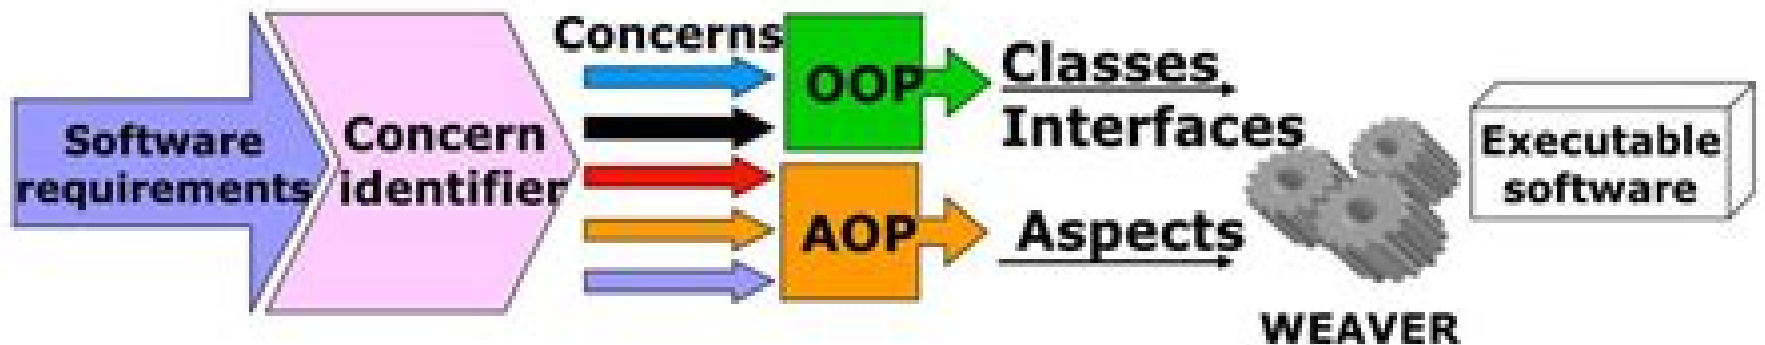 Software
requirements
Concern
identifier
Concerns
OOP
AOP
Classes
Interfaces
Aspects
WEAVER
Executable
software